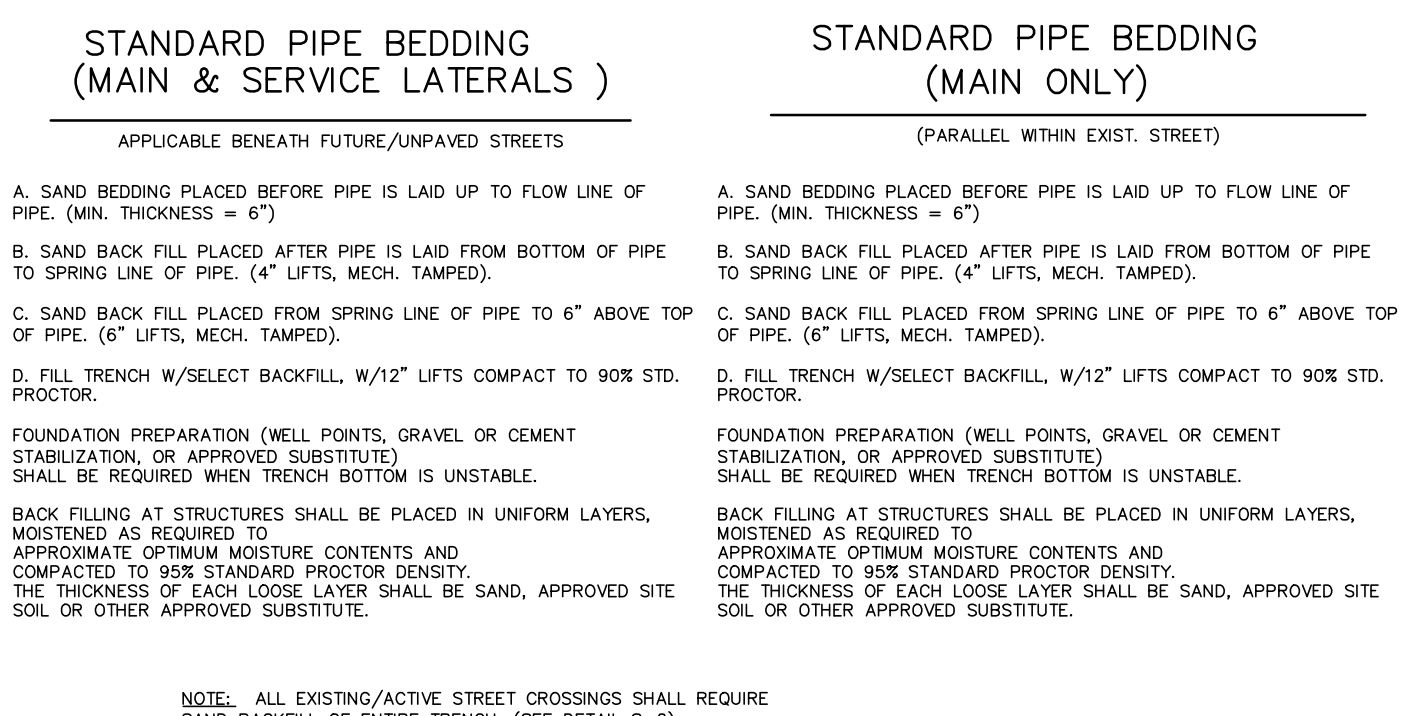 STANDARD PIPE BEDDING
(MAIN & SERVICE LATERALS )
APPLICABLE BENEATH FUTURE/UNPAVED STREETS
A. SAND BEDDING PLACED BEFORE PIPE IS LAID UP TO FLOW LINE OF
PIPE. (MIN. THICKNESS = 6")
B. SAND BACK FILL PLACED AFTER PIPE IS LAID FROM BOTTOM OF PIPE
TO SPRING LINE OF PIPE. (4" LIFTS, MECH. TAMPED).
C. SAND BACK FILL PLACED FROM SPRING LINE OF PIPE TO 6" ABOVE TOP
OF PIPE. (6" LIFTS, MECH. TAMPED).
D. FILL TRENCH W/SELECT BACKFILL, W/12" LIFTS COMPACT TO 90% STD.
PROCTOR.
FOUNDATION PREPARATION (WELL POINTS, GRAVEL OR CEMENT
STABILIZATION, OR APPROVED SUBSTITUTE)
SHALL BE REQUIRED WHEN TRENCH BOTTOM IS UNSTABLE.
BACK FILLING AT STRUCTURES SHALL BE PLACED IN UNIFORM LAYERS,
MOISTENED AS REQUIRED TO
APPROXIMATE OPTIMUM MOISTURE CONTENTS AND
COMPACTED TO 95% STANDARD PROCTOR DENSITY.
THE THICKNESS OF EACH LOOSE LAYER SHALL BE SAND, APPROVED SITE
SOIL OR OTHER APPROVED SUBSTITUTE.
STANDARD PIPE BEDDING
(MAIN ONLY)
(PARALLEL WITHIN EXIST. STREET)
A. SAND BEDDING PLACED BEFORE PIPE IS LAID UP TO FLOW LINE OF
PIPE. (MIN. THICKNESS = 6")
B. SAND BACK FILL PLACED AFTER PIPE IS LAID FROM BOTTOM OF PIPE
TO SPRING LINE OF PIPE. (4" LIFTS, MECH. TAMPED).
C. SAND BACK FILL PLACED FROM SPRING LINE OF PIPE TO 6" ABOVE TOP
OF PIPE. (6" LIFTS, MECH. TAMPED).
D. FILL TRENCH W/SELECT BACKFILL, W/12" LIFTS COMPACT TO 90% STD.
PROCTOR.
FOUNDATION PREPARATION (WELL POINTS, GRAVEL OR CEMENT
STABILIZATION, OR APPROVED SUBSTITUTE)
SHALL BE REQUIRED WHEN TRENCH BOTTOM IS UNSTABLE.
BACK FILLING AT STRUCTURES SHALL BE PLACED IN UNIFORM LAYERS,
MOISTENED AS REQUIRED TO
APPROXIMATE OPTIMUM MOISTURE CONTENTS AND
COMPACTED TO 95% STANDARD PROCTOR DENSITY.
THE THICKNESS OF EACH LOOSE LAYER SHALL BE SAND, APPROVED SITE
SOIL OR OTHER APPROVED SUBSTITUTE.
NOTE: ALL EXISTING/ACTIVE STREET CROSSINGS SHALL REQUIRE